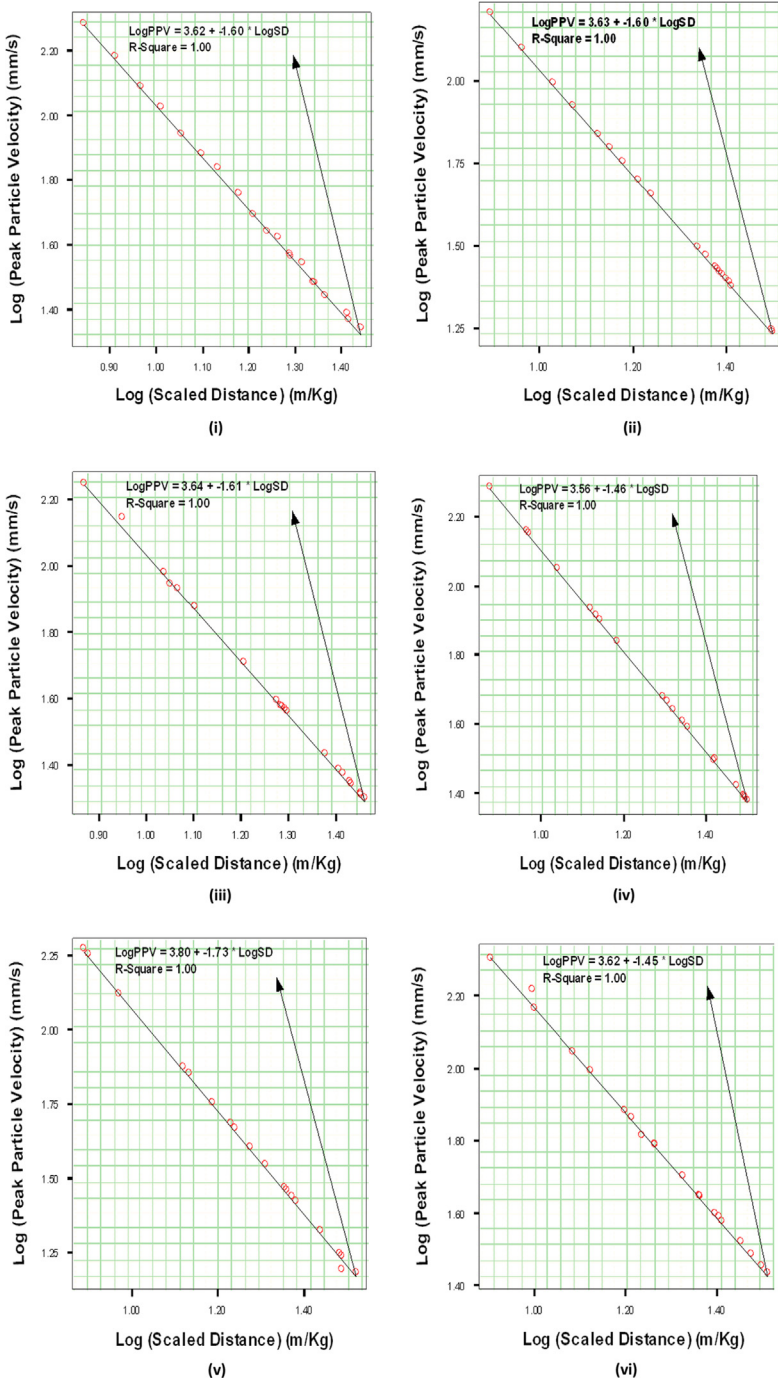 LogPPV = 3.62 + -1.60 * LogSD
R-Square = 1.00
2.20
2.00
1.80
1.60
1.40
Log (Peak Particle Velocity) (mm/s)
0.90 1.00 1.10 1.20 1.30 1.40
Log (Scaled Distance) (m/Kg)
(i)
LogPPV = 3.63 + -1.60 * LogSD
R-Square = 1.00
2.00
1.75
1.50
1.25
Log (Peak Particle Velocity) (mm/s)
1.00 1.20 1.40
Log (Scaled Distance) (m/Kg)
(ii)
LogPPV = 3.64 + -1.61 * LogSD
R-Square = 1.00
2.20
2.00
1.80
1.60
1.40
Log (Peak Particle Velocity) (mm/s)
0.90 1.00 1.10 1.20 1.30 1.40
Log (Scaled Distance) (m/Kg)
(iii)
LogPPV = 3.56 + -1.46 * LogSD
R-Square = 1.00
2.20
2.00
1.80
1.60
1.40
Log (Peak Particle Velocity) (mm/s)
1.00 1.20 1.40
Log (Scaled Distance) (m/Kg)
(iv)
LogPPV = 3.80 + -1.73 * LogSD
R-Square = 1.00
2.25
2.00
1.75
1.50
1.25
Log (Peak Particle Velocity) (mm/s)
1.00 1.20 1.40
Log (Scaled Distance) (m/Kg)
(v)
LogPPV = 3.62 + -1.45 * LogSD
R-Square = 1.00
2.20
2.00
1.80
1.60
1.40
Log (Peak Particle Velocity) (mm/s)
1.00 1.20 1.40
Log (Scaled Distance) (m/Kg)
(vi)